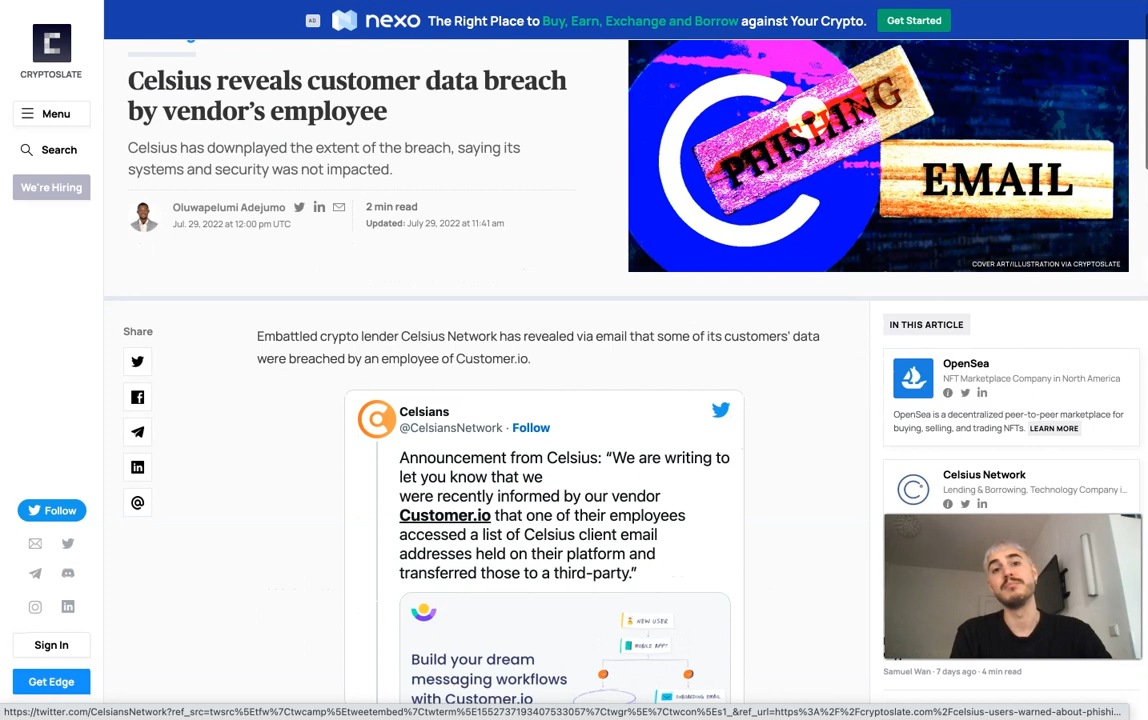 AD nexo The Right Place to Buy, Earn, Exchange and Borrow against Your Crypto. Get Started
CRYPTOSLATE
Menu
Search
We're Hiring
Celsius reveals customer data breach
by vendor's employee
Celsius has downplayed the extent of the breach, saying its
systems and security was not impacted.
Oluwapelumi Adejumo
Jul. 29, 2022 at 12:00 pm UTC
2 min read
Updated: July 29, 2022 at 11:41 am
PHISHING
EMAIL
COVER ART/ILLUSTRATION VIA CRYPTOSLATE
Share
Embattled crypto lender Celsius Network has revealed via email that some of its customers' data
were breached by an employee of Customer.io.
Celsians
@CelsiansNetwork · Follow
Announcement from Celsius: “We are writing to
let you know that we
were recently informed by our vendor
Customer.io that one of their employees
accessed a list of Celsius client email
addresses held on their platform and
transferred those to a third-party.”
NEW USER
MOBILE APP?
Build your dream
messaging workflows
with Customer.io
ONBOARDING EMAIL
IN THIS ARTICLE
OpenSea
NFT Marketplace Company in North America
OpenSea is a decentralized peer-to-peer marketplace for
buying, selling, and trading NFTs. LEARN MORE
Celsius Network
Lending & Borrowing, Technology Company i...
Samuel Wan · 7 days ago · 4 min read
Follow
Sign In
Get Edge
https://twitter.com/CelsiansNetwork?ref_src=twsrc%5Etfw%7Ctwcamp%5Etweetembed%7Ctwterm%5E1552737193407533057%7Ctwgr%5E%7Ctwcon%5Es1_&ref_url=https%3A%2F%2Fcryptoslate.com%2Fcelsius-users-warned-about-phishi...